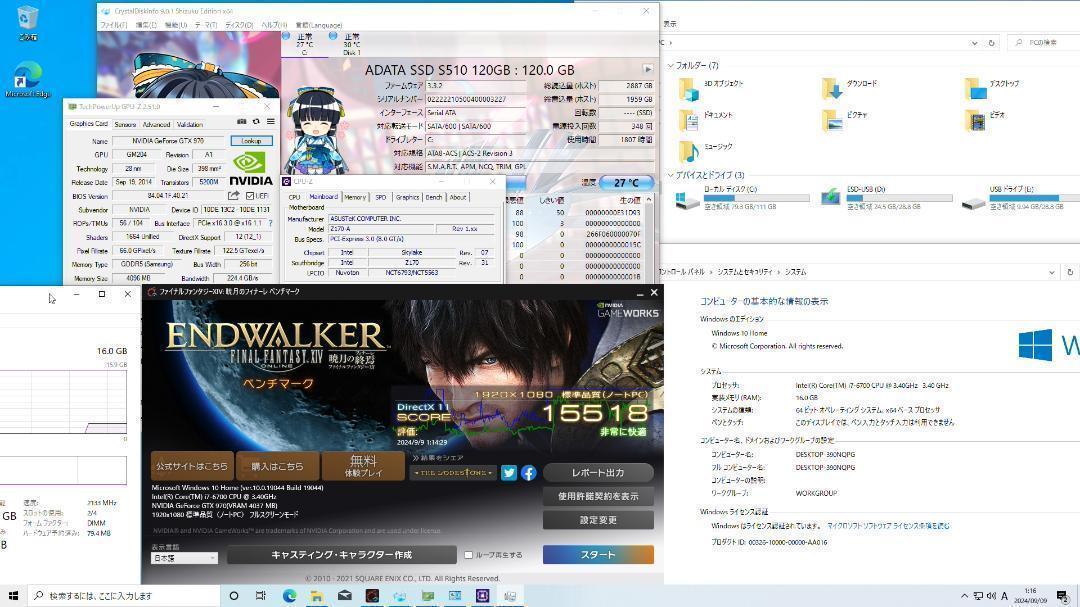 ごみ箱
Microsoft Edge
CrystalDiskInfo 9.0.1 Shizuku Edition x64
ファイル(F) 編集(E) 機能(U) テーマ(T) ディスク(D) ヘルプ(H) 言語(Language)
正常
27 °C
C:
正常
30 °C
Disk 1
ADATA SSD S510 120GB : 120.0 GB
ファームウェア 3.3.2
シリアルナンバー 02222210500400003227
インターフェース Serial ATA
対応転送モード SATA/600 | SATA/600
ドライブレター C:
対応規格 ATA8-ACS | ACS-2 Revision 3
対応機能 S.M.A.R.T., APM, NCQ, TRIM, GPL
総読込量 (ホスト) 2887 GB
総書込量 (ホスト) 1959 GB
回転数 ---- (SSD)
電源投入回数 348 回
使用時間 1807 時間
温度 27 °C
しきい値 生の値
88 50 00000031D93
100 3 000000000000
98 0 266F0600070F
100 0 00000000015C
0 000000000000
0 000000000000
0 00000000001B
TechPowerUp GPU-Z 2.51.0
Graphics Card Sensors Advanced Validation
Name NVIDIA GeForce GTX 970 Lookup
GPU GM204 Revision A1
Technology 28 nm Die Size 398 mm²
Release Date Sep 19, 2014 Transistors 5200M
NVIDIA
BIOS Version 84.04.1F.40.21 UEFI
Subvendor NVIDIA Device ID 10DE 13C2 - 10DE 1131
ROPs/TMUs 56 / 104 Bus Interface PCIe x16 3.0 @ x16 1.1 ?
Shaders 1664 Unified DirectX Support 12 (12_1)
Pixel Fillrate 66.0 GPixel/s Texture Fillrate 122.5 GTexel/s
Memory Type GDDR5 (Samsung) Bus Width 256 bit
Memory Size 4096 MB Bandwidth 224.4 GB/s
CPU-Z
CPU Mainboard Memory SPD Graphics Bench About
Motherboard
Manufacturer ASUSTeK COMPUTER INC.
Model Z170-A Rev 1.xx
Bus Specs. PCI-Express 3.0 (8.0 GT/s)
Chipset Intel Skylake Rev. 07
Southbridge Intel Z170 Rev. 31
LPCIO Nuvoton NCT6793/NCT5563
表示
PC
PCの検索
フォルダー (7)
3D オブジェクト
ダウンロード
デスクトップ
ドキュメント
ピクチャ
ビデオ
ミュージック
デバイスとドライブ (3)
ローカル ディスク (C:)
空き領域 79.3 GB/111 GB
ESD-USB (D:)
空き領域 24.5 GB/28.8 GB
USB ドライブ (E:)
空き領域 9.94 GB/28.8 GB
コントロール パネル › システムとセキュリティ › システム
コンピューターの基本的な情報の表示
Windows のエディション
Windows 10 Home
© Microsoft Corporation. All rights reserved.
システム
プロセッサ: Intel(R) Core(TM) i7-6700 CPU @ 3.40GHz 3.40 GHz
実装メモリ (RAM): 16.0 GB
システムの種類: 64 ビット オペレーティング システム、x64 ベース プロセッサ
ペンとタッチ: このディスプレイでは、ペン入力とタッチ入力は利用できません
コンピューター名、ドメインおよびワークグループの設定
コンピューター名: DESKTOP-390NQPG
フル コンピューター名: DESKTOP-390NQPG
コンピューターの説明:
ワークグループ: WORKGROUP
Windows ライセンス認証
Windows はライセンス認証されています。 マイクロソフト ソフトウェア ライセンス条項を読む
プロダクト ID: 00326-10000-00000-AA016
16.0 GB
15.9 GB
0
速度: 2133 MHz
スロットの使用: 2/4
フォーム ファクター: DIMM
ハードウェア予約済み: 79.4 MB
GB
ファイナルファンタジーXIV: 暁月のフィナーレ ベンチマーク
NVIDIA
GAMEWORKS
ENDWALKER
FINAL FANTASY XIV
ONLINE
暁月の終焉
ベンチマーク
1920x1080 標準品質(ノートPC)
DirectX 11
SCORE 15518
評価: 非常に快適
2024/9/9 1:14:29
公式サイトはこちら
購入はこちら
無料
体験プレイ
結果をシェア
THE LODESTONE
レポート出力
使用許諾契約を表示
設定変更
Microsoft Windows 10 Home (ver.10.0.19044 Build 19044)
Intel(R) Core(TM) i7-6700 CPU @ 3.40GHz
NVIDIA GeForce GTX 970(VRAM 4037 MB)
1920x1080 標準品質（ノートPC） フルスクリーンモード
NVIDIA® and NVIDIA GameWorks™ are trademarks of NVIDIA Corporation and are used under license.
表示言語
日本語
キャスティング・キャラクター作成
ループ再生する
スタート
© 2010 - 2021 SQUARE ENIX CO., LTD. All Rights Reserved.
検索するには、ここに入力します
A
1:16
2024/09/09
2